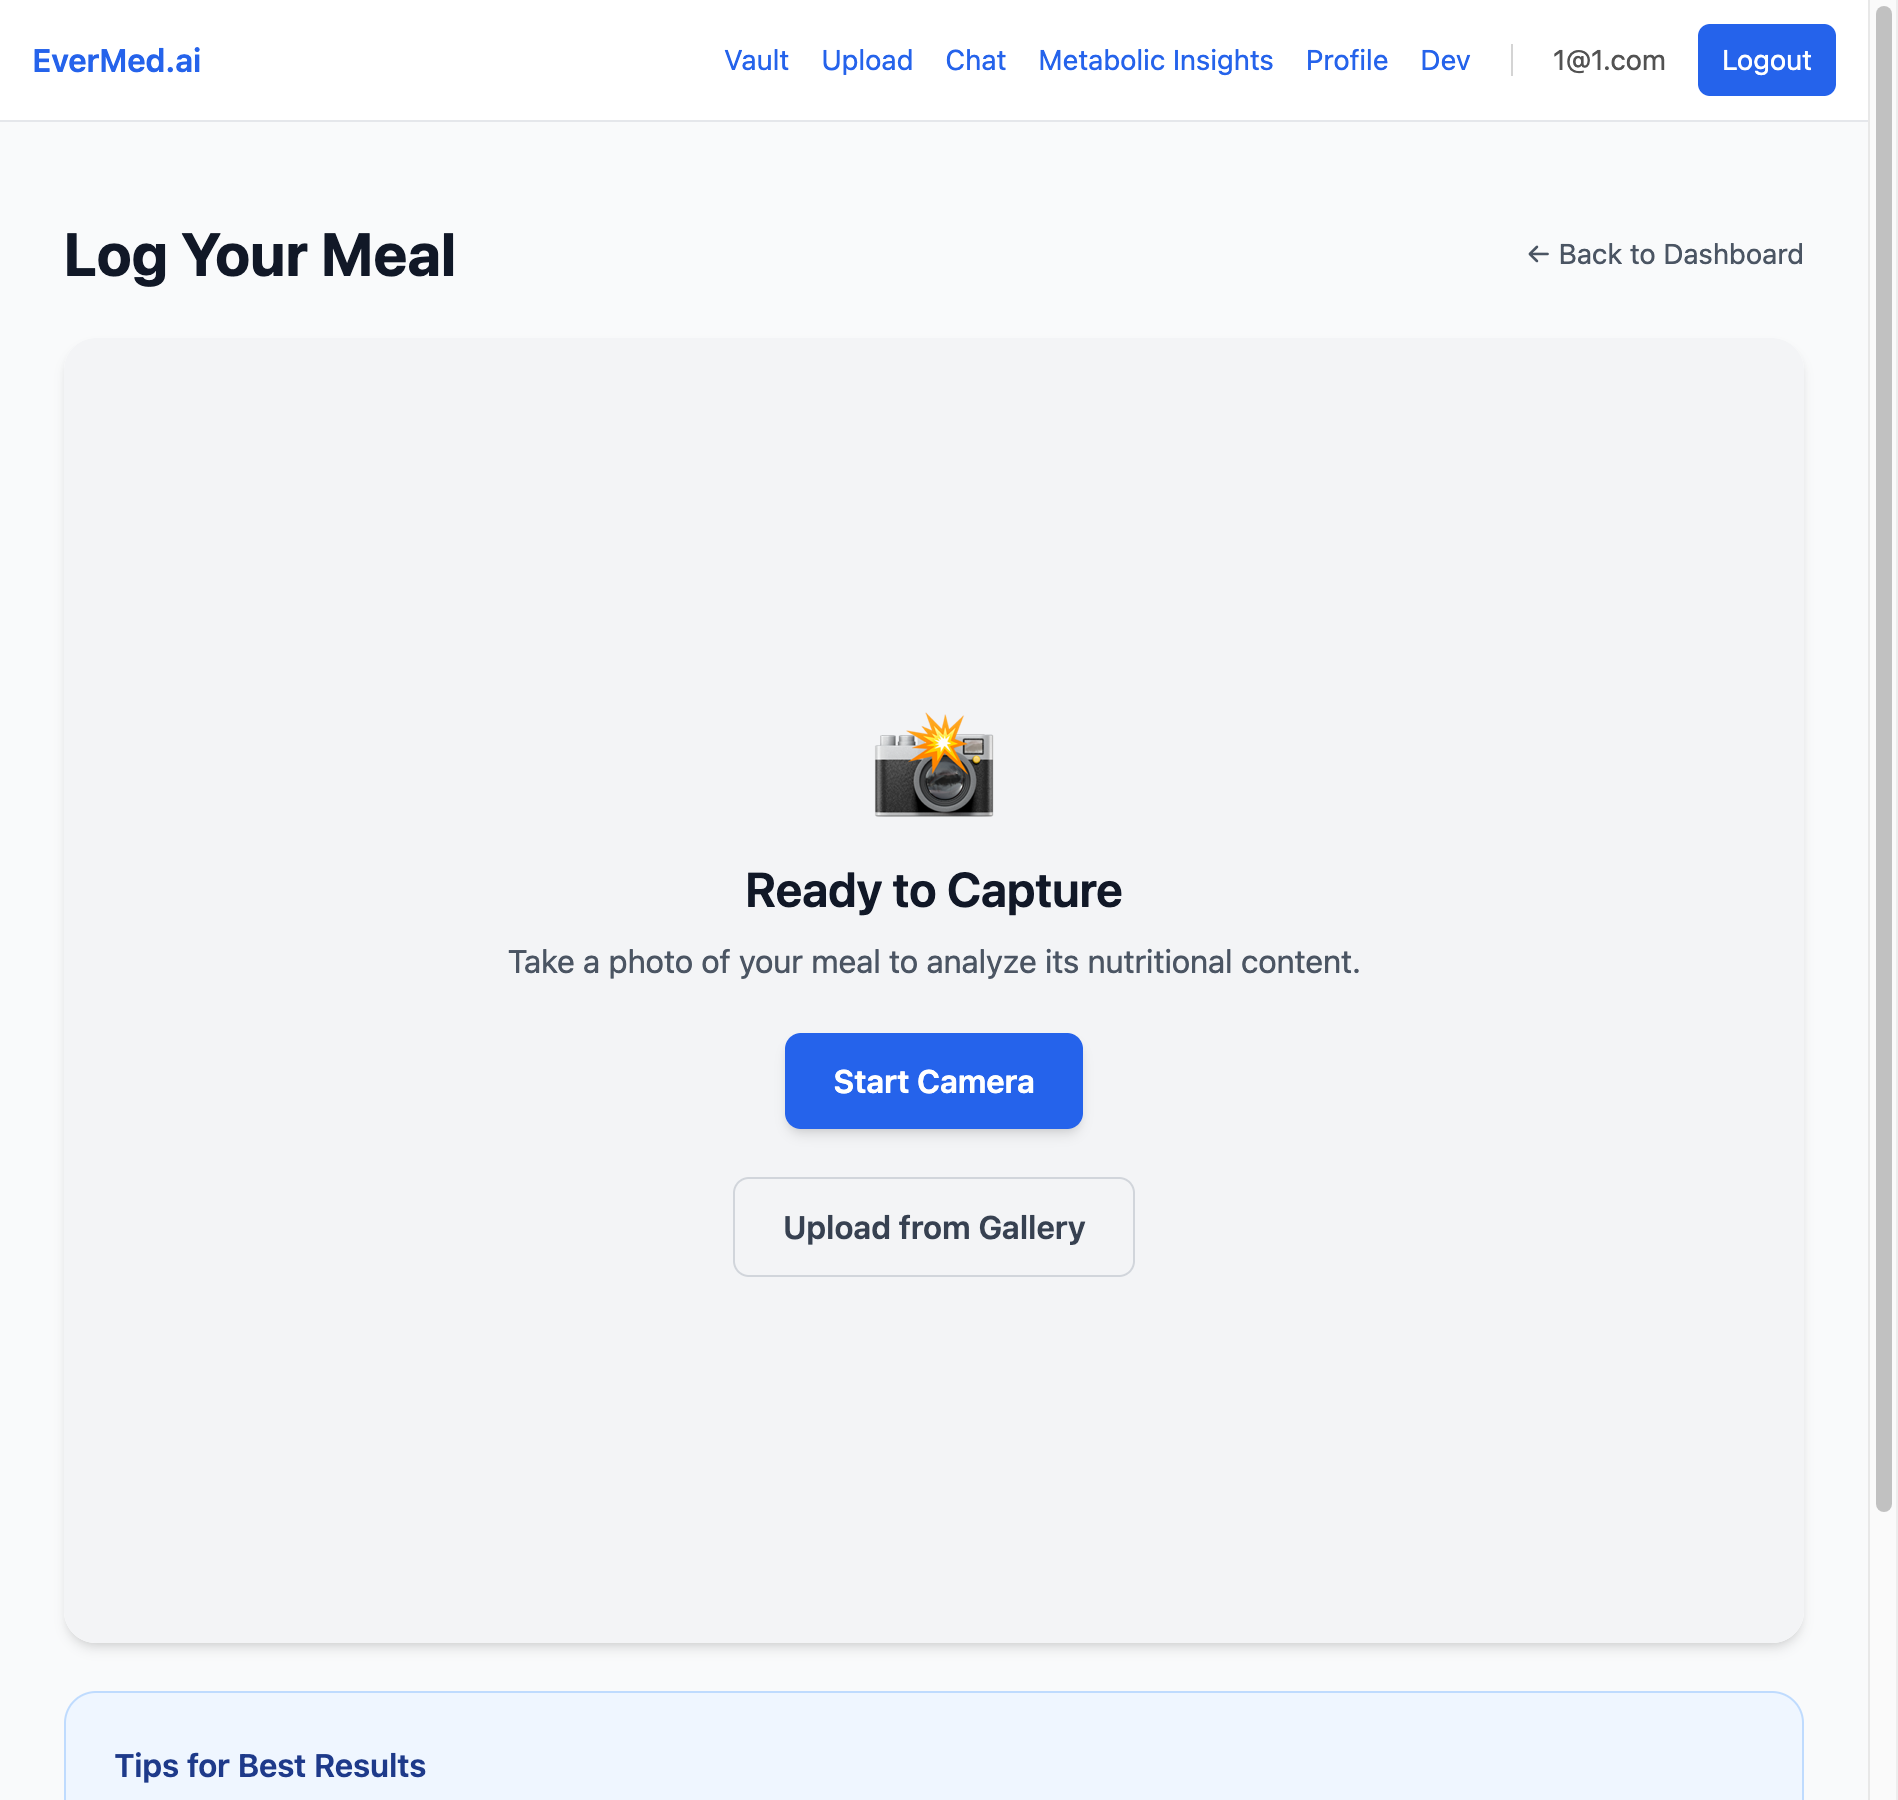 EverMed.ai
Vault Upload Chat Metabolic Insights Profile Dev 1@1.com Logout
Log Your Meal
← Back to Dashboard
Ready to Capture
Take a photo of your meal to analyze its nutritional content.
Start Camera
Upload from Gallery
Tips for Best Results